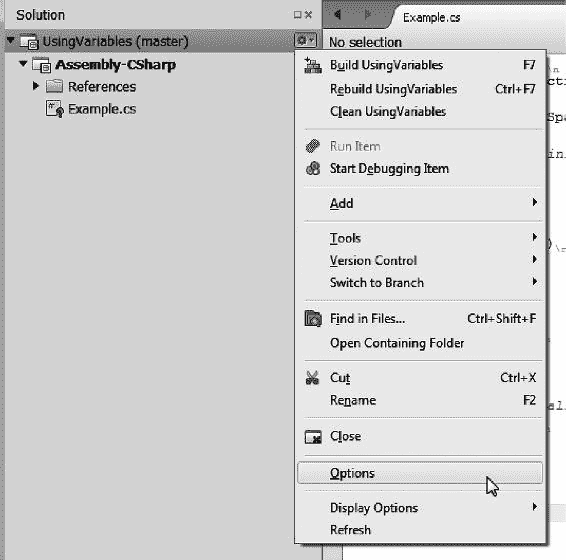 Solution
Example.cs
UsingVariables (master)
No selection
Assembly-CSharp
References
Example.cs
Build UsingVariables F7
Rebuild UsingVariables Ctrl+F7
Clean UsingVariables
Run Item
Start Debugging Item
Add
Tools
Version Control
Switch to Branch
Find in Files... Ctrl+Shift+F
Open Containing Folder
Cut Ctrl+X
Rename F2
Close
Options
Display Options
Refresh